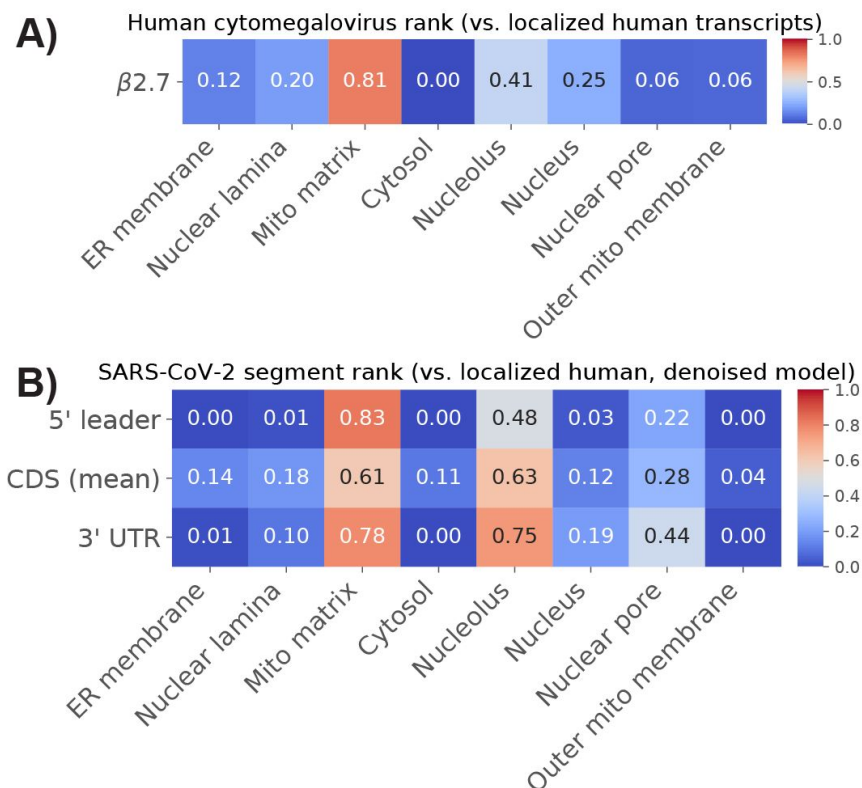 A)
Human cytomegalovirus rank (vs. localized human transcripts)
β2.7
0.12 0.20 0.81 0.00 0.41 0.25 0.06 0.06
1.0
0.5
0.0
ER membrane
Nuclear lamina
Mito matrix
Cytosol
Nucleolus
Nucleus
Nuclear pore
Outer mito membrane
B)
SARS-CoV-2 segment rank (vs. localized human, denoised model)
5' leader 0.00 0.01 0.83 0.00 0.48 0.03 0.22 0.00
CDS (mean) 0.14 0.18 0.61 0.11 0.63 0.12 0.28 0.04
3' UTR 0.01 0.10 0.78 0.00 0.75 0.19 0.44 0.00
1.0
0.8
0.6
0.4
0.2
0.0
ER membrane
Nuclear lamina
Mito matrix
Cytosol
Nucleolus
Nucleus
Nuclear pore
Outer mito membrane